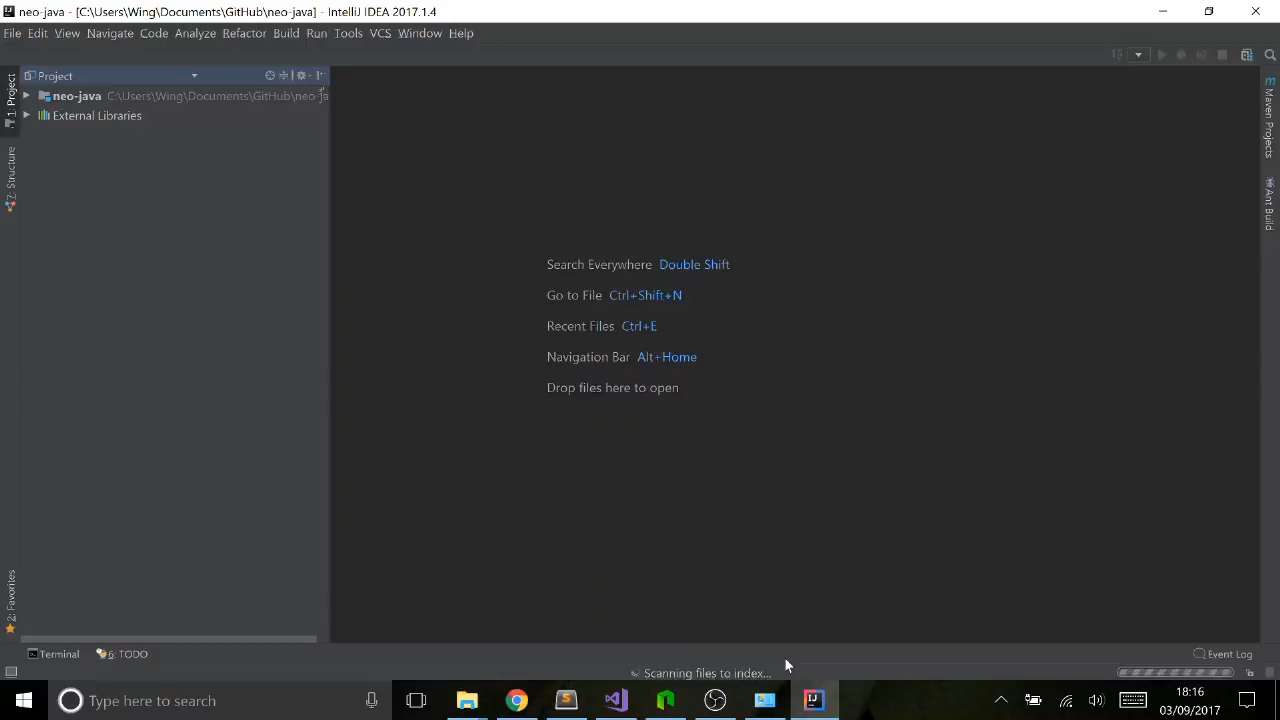 neo-java - [C:\Users\Wing\Documents\GitHub\neo-java] - IntelliJ IDEA 2017.1.4
File Edit View Navigate Code Analyze Refactor Build Run Tools VCS Window Help
Project
neo-java C:\Users\Wing\Documents\GitHub\neo-ja
External Libraries
1: Project
7: Structure
2: Favorites
Maven Projects
Ant Build
Search Everywhere Double Shift
Go to File Ctrl+Shift+N
Recent Files Ctrl+E
Navigation Bar Alt+Home
Drop files here to open
Terminal 6: TODO Event Log
Scanning files to index...
Type here to search
18:16
03/09/2017